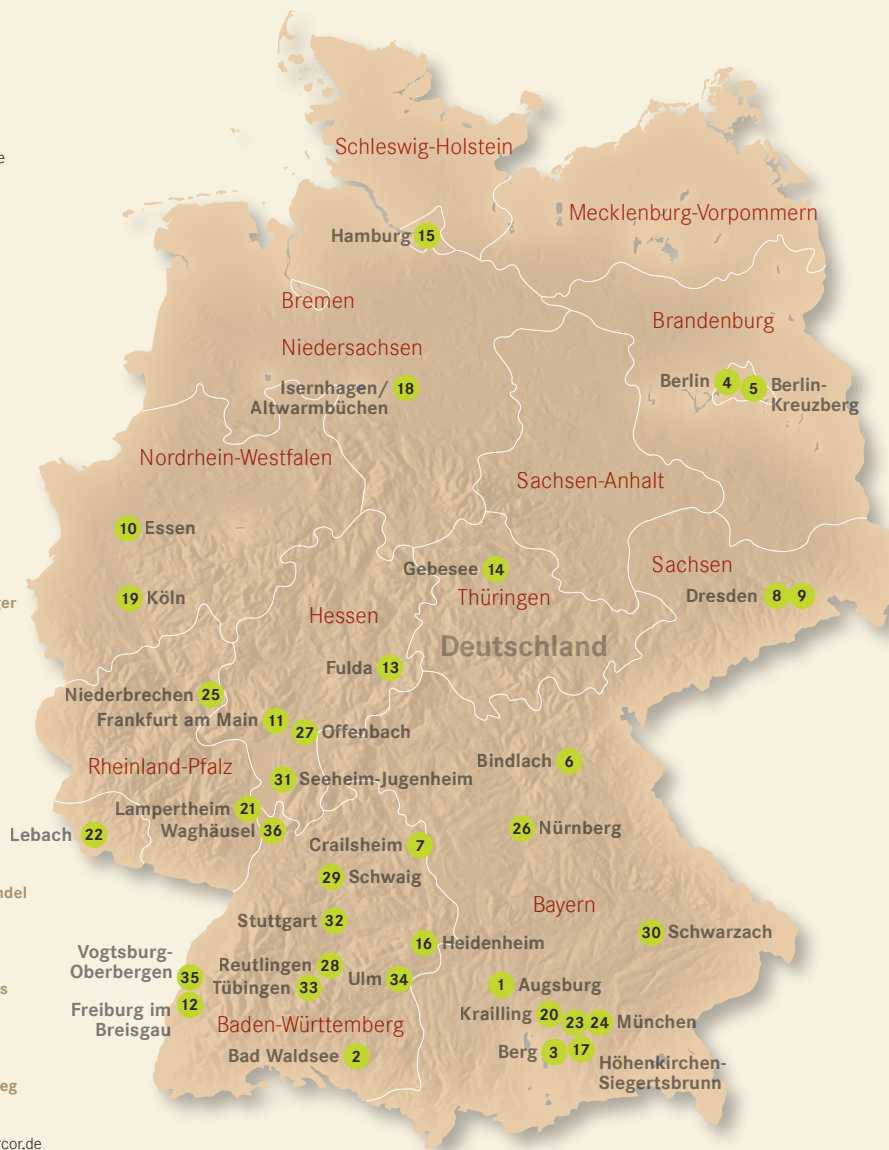 e
Schleswig-Holstein
Mecklenburg-Vorpommern
Hamburg 15
Bremen
Brandenburg
Niedersachsen
Isernhagen/ 18
Altwarmbüchen
Berlin 4
5 Berlin-
Kreuzberg
Nordrhein-Westfalen
Sachsen-Anhalt
10 Essen
Gebesee 14
Sachsen
19 Köln
Thüringen
Dresden 8 9
ger
Hessen
Deutschland
Fulda 13
Niederbrechen 25
Frankfurt am Main 11
27 Offenbach
Rheinland-Pfalz
31 Seeheim-Jugenheim
Bindlach 6
Lampertheim 21
Waghäusel 36
Lebach 22
Crailsheim 7
26 Nürnberg
29 Schwaig
ndel
Bayern
Stuttgart 32
16 Heidenheim
30 Schwarzach
Vogtsburg-
Oberbergen 35
Reutlingen 28
Tübingen 33
Ulm 34
1 Augsburg
s
Freiburg im 12
Breisgau
Baden-Württemberg
Krailling 20
23 24 München
Bad Waldsee 2
Berg 3
17 Höhenkirchen-
Siegertsbrunn
eg
cor.de